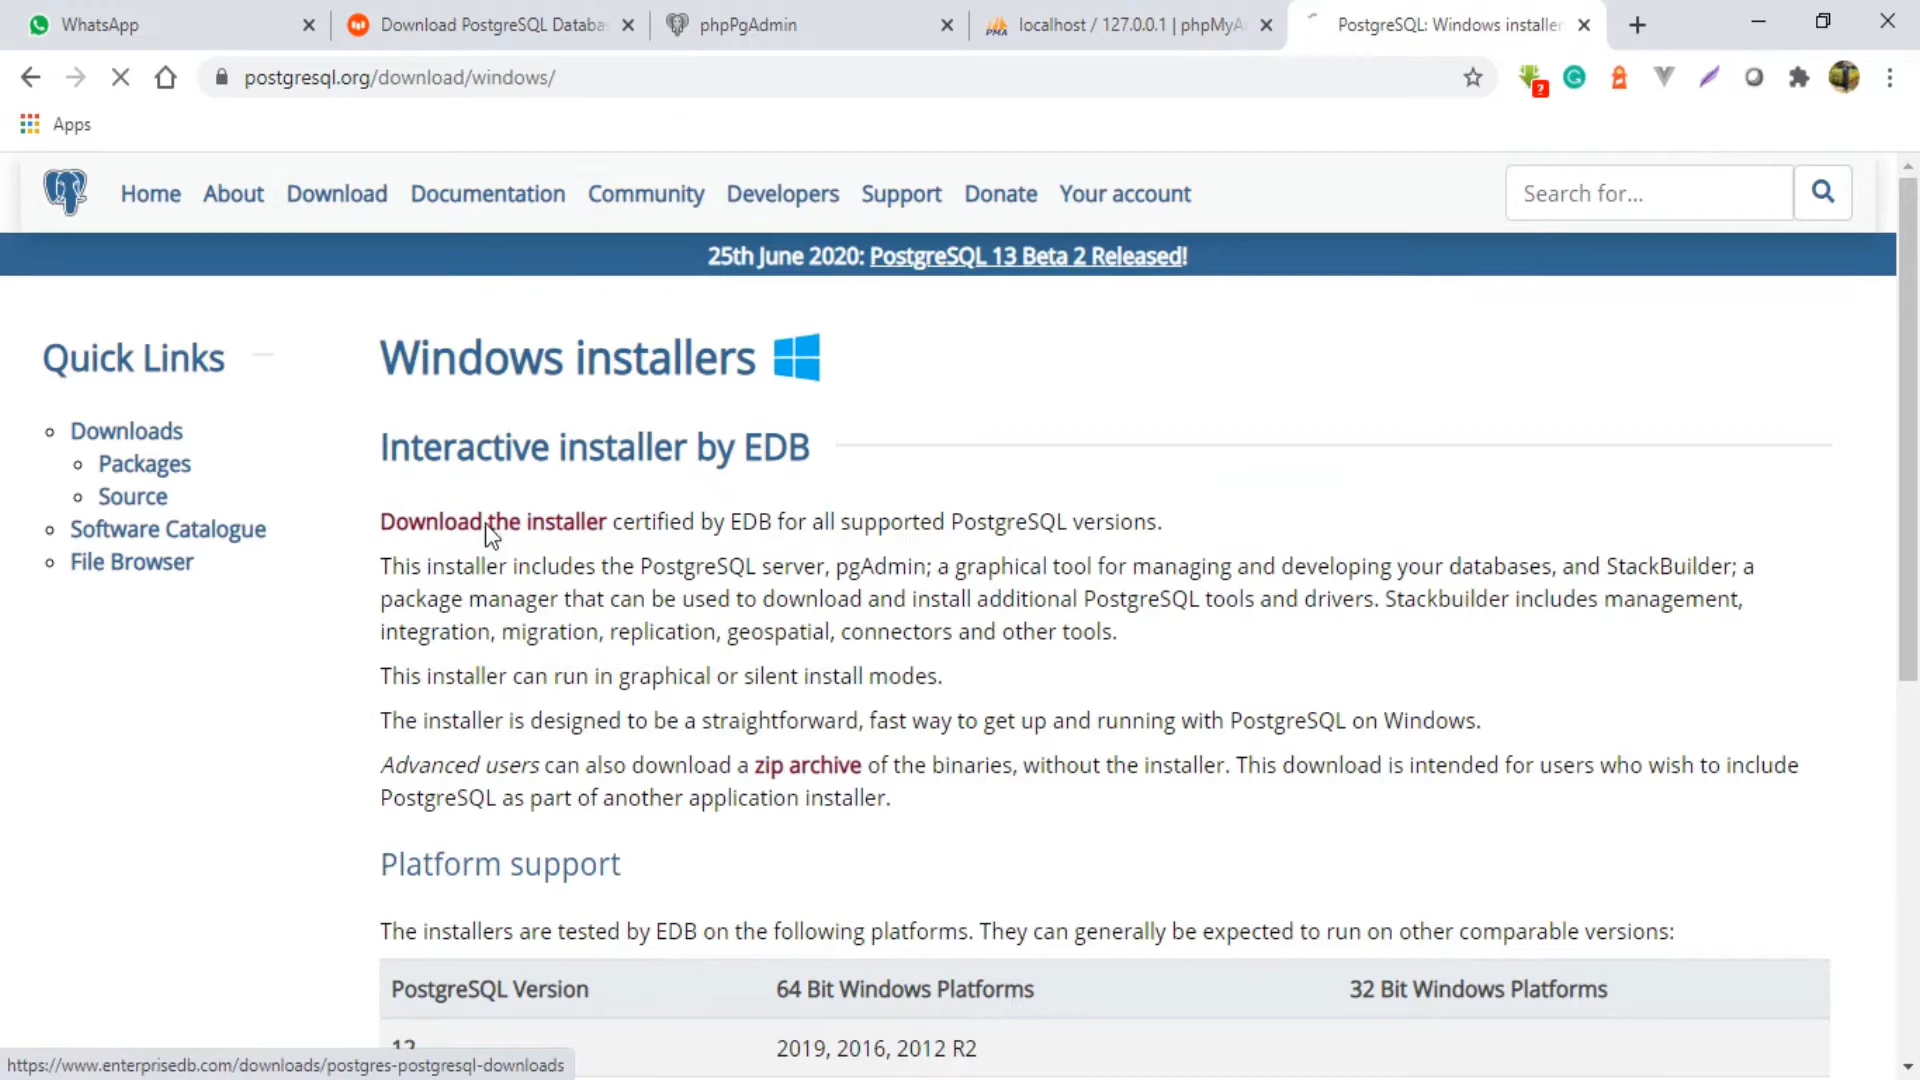 WhatsApp
Download PostgreSQL Databa
phpPgAdmin
localhost / 127.0.0.1 | phpMyA
PostgreSQL: Windows installer
postgresql.org/download/windows/
?
Apps
Home About Download Documentation Community Developers Support Donate Your account
Search for...
25th June 2020: PostgreSQL 13 Beta 2 Released!
Quick Links
Downloads
Packages
Source
Software Catalogue
File Browser
Windows installers
Interactive installer by EDB
Download the installer certified by EDB for all supported PostgreSQL versions.
This installer includes the PostgreSQL server, pgAdmin; a graphical tool for managing and developing your databases, and StackBuilder; a
package manager that can be used to download and install additional PostgreSQL tools and drivers. Stackbuilder includes management,
integration, migration, replication, geospatial, connectors and other tools.
This installer can run in graphical or silent install modes.
The installer is designed to be a straightforward, fast way to get up and running with PostgreSQL on Windows.
Advanced users can also download a zip archive of the binaries, without the installer. This download is intended for users who wish to include
PostgreSQL as part of another application installer.
Platform support
The installers are tested by EDB on the following platforms. They can generally be expected to run on other comparable versions:
PostgreSQL Version 64 Bit Windows Platforms 32 Bit Windows Platforms
12 2019, 2016, 2012 R2
https://www.enterprisedb.com/downloads/postgres-postgresql-downloads